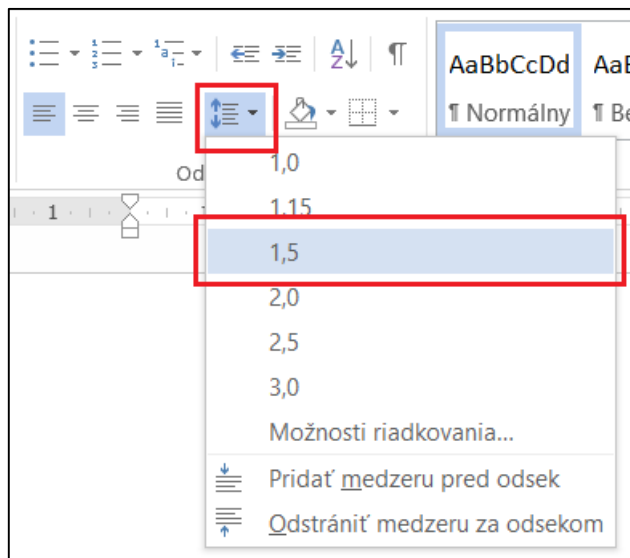 AaBbCcDd
¶ Normálny
¶ Be
Od
1,0
1
1,15
1,5
2,0
2,5
3,0
Možnosti riadkovania...
Pridať medzeru pred odsek
Odstrániť medzeru za odsekom